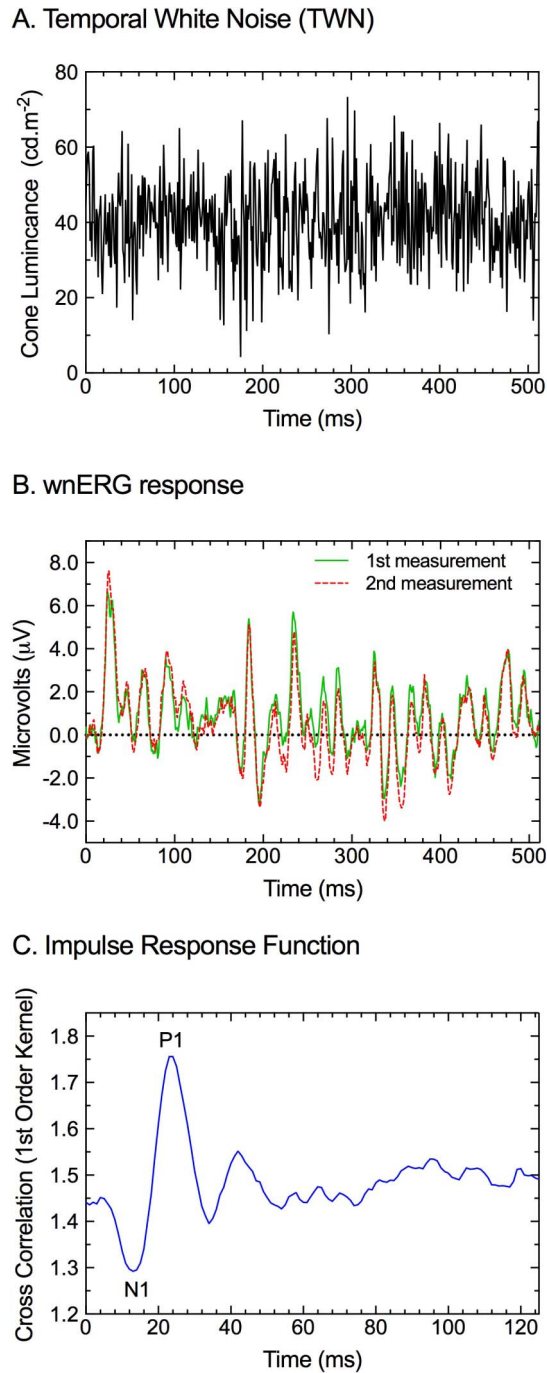 A. Temporal White Noise (TWN)
80
60
40
20
0
Cone Lumincance (cd.m-2)
0 100 200 300 400 500
Time (ms)
B. wnERG response
8.0
6.0
4.0
2.0
0.0
-2.0
-4.0
Microvolts (μV)
1st measurement
2nd measurement
0 100 200 300 400 500
Time (ms)
C. Impulse Response Function
1.8
1.7
1.6
1.5
1.4
1.3
1.2
Cross Correlation (1st Order Kernel)
P1
N1
0 20 40 60 80 100 120
Time (ms)